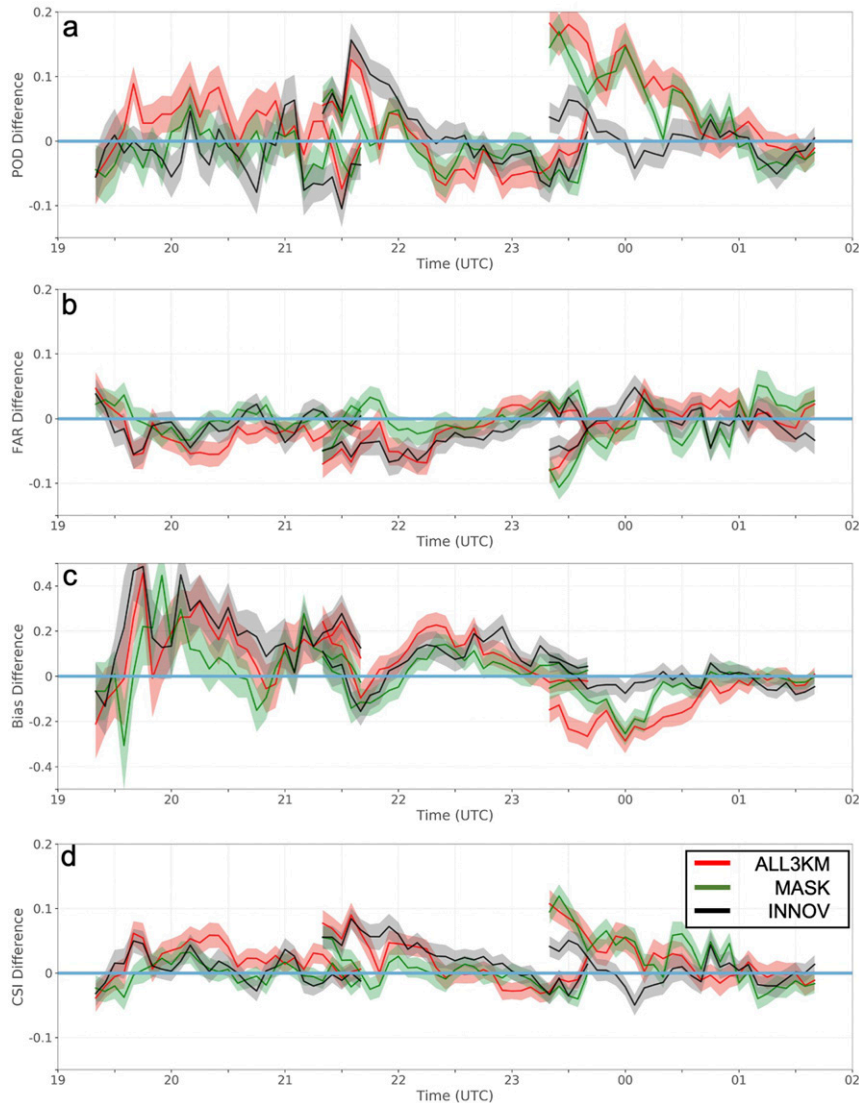 a
POD Difference
0.2
0.1
0
-0.1
19 20 21 22 23 00 01 02
Time (UTC)
b
FAR Difference
0.2
0.1
0
-0.1
19 20 21 22 23 00 01 02
Time (UTC)
c
Bias Difference
0.4
0.2
0
-0.2
-0.4
19 20 21 22 23 00 01 02
Time (UTC)
d
ALL3KM
MASK
INNOV
CSI Difference
0.1
0
-0.1
19 20 21 22 23 00 01 02
Time (UTC)